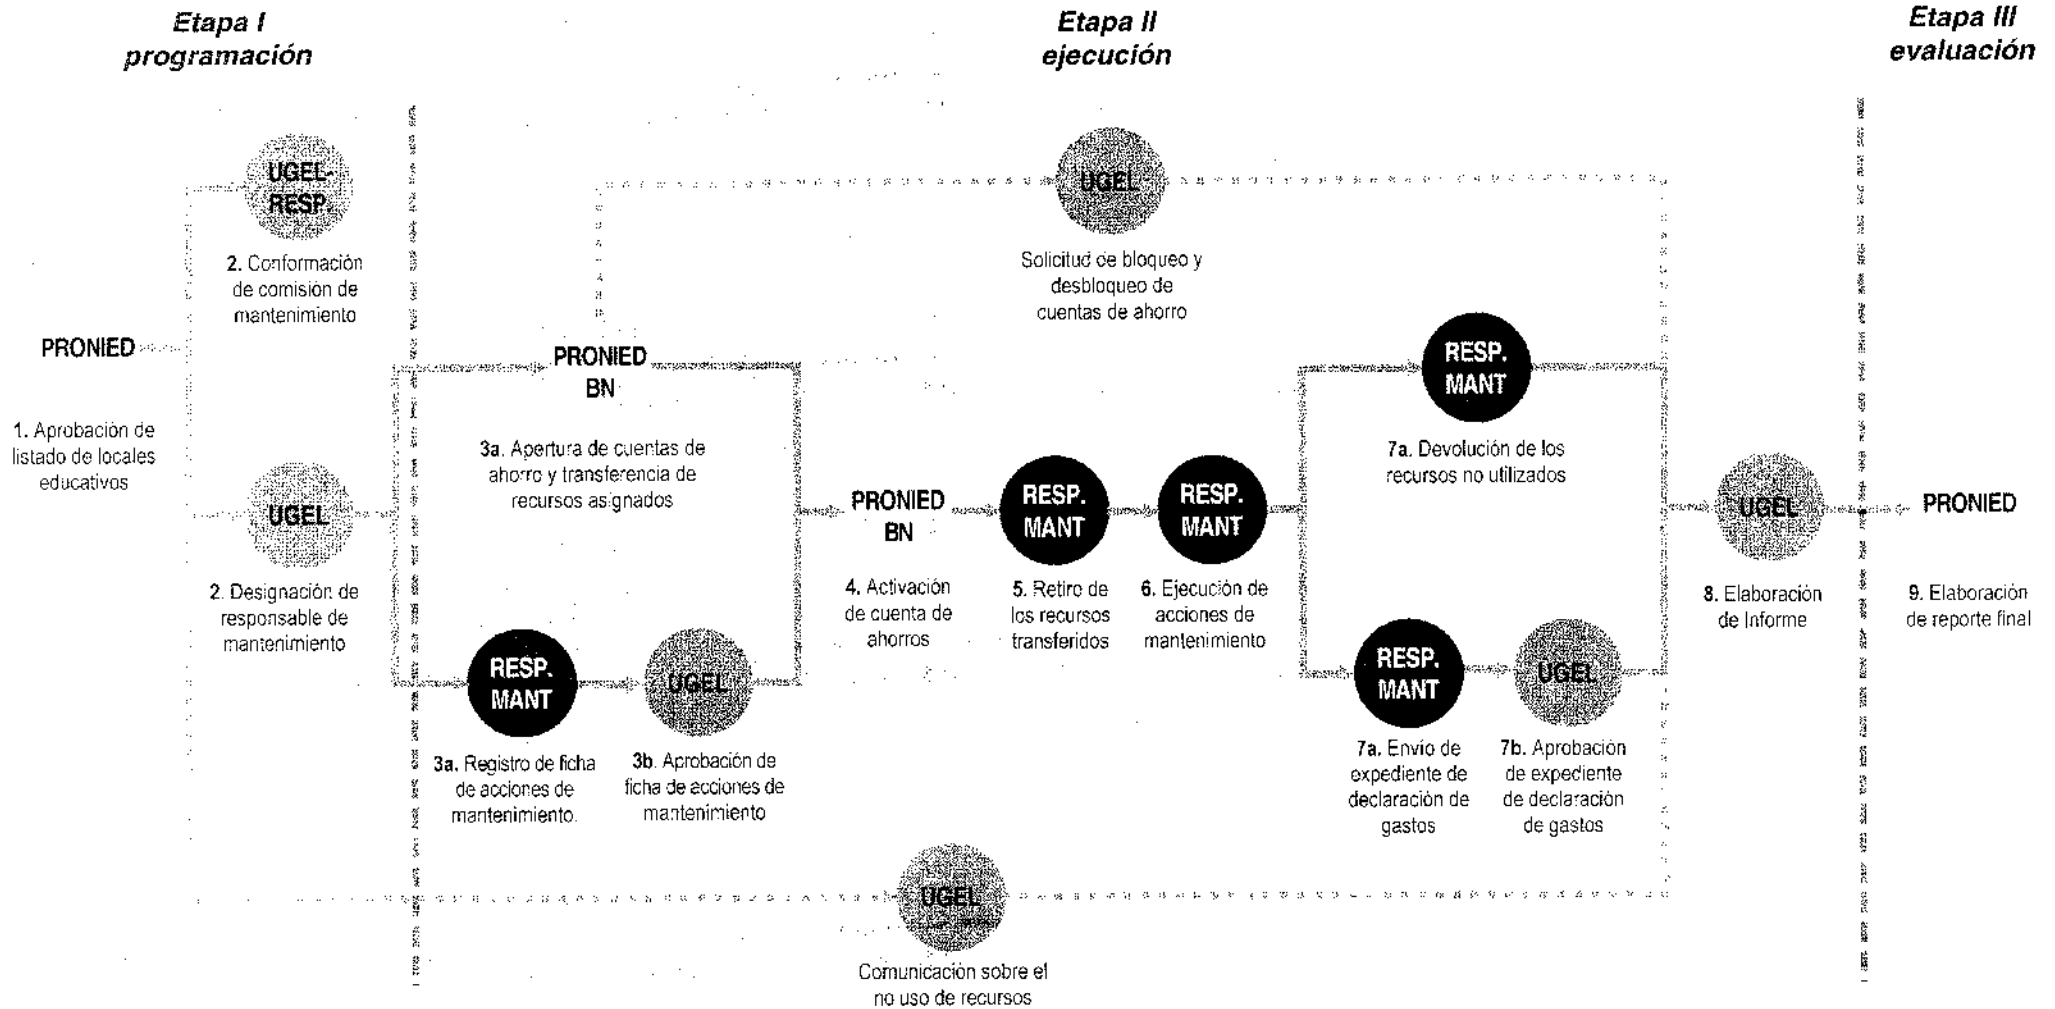 Etapa I
programación
Etapa II
ejecución
Etapa III
evaluación
UGEL-
RESP.
2. Conformación
de comisión de
mantenimiento
PRONIED
1. Aprobación de
listado de locales
educativos
UGEL
2. Designación de
responsable de
mantenimiento
UGEL
Solicitud de bloqueo y
desbloqueo de
cuentas de ahorro
PRONIED
BN
3a. Apertura de cuentas de
ahorro y transferencia de
recursos asignados
RESP.
MANT
3a. Registro de ficha
de acciones de
mantenimiento.
UGEL
3b. Aprobación de
ficha de acciones de
mantenimiento
PRONIED
BN
4. Activación
de cuenta de
ahorros
RESP.
MANT
5. Retiro de
los recursos
transferidos
RESP.
MANT
6. Ejecución de
acciones de
mantenimiento
RESP.
MANT
7a. Devolución de los
recursos no utilizados
RESP.
MANT
7a. Envío de
expediente de
declaración de
gastos
UGEL
7b. Aprobación
de expediente
de declaración
de gastos
UGEL
8. Elaboración
de Informe
PRONIED
9. Elaboración
de reporte final
UGEL
Comunicación sobre el
no uso de recursos